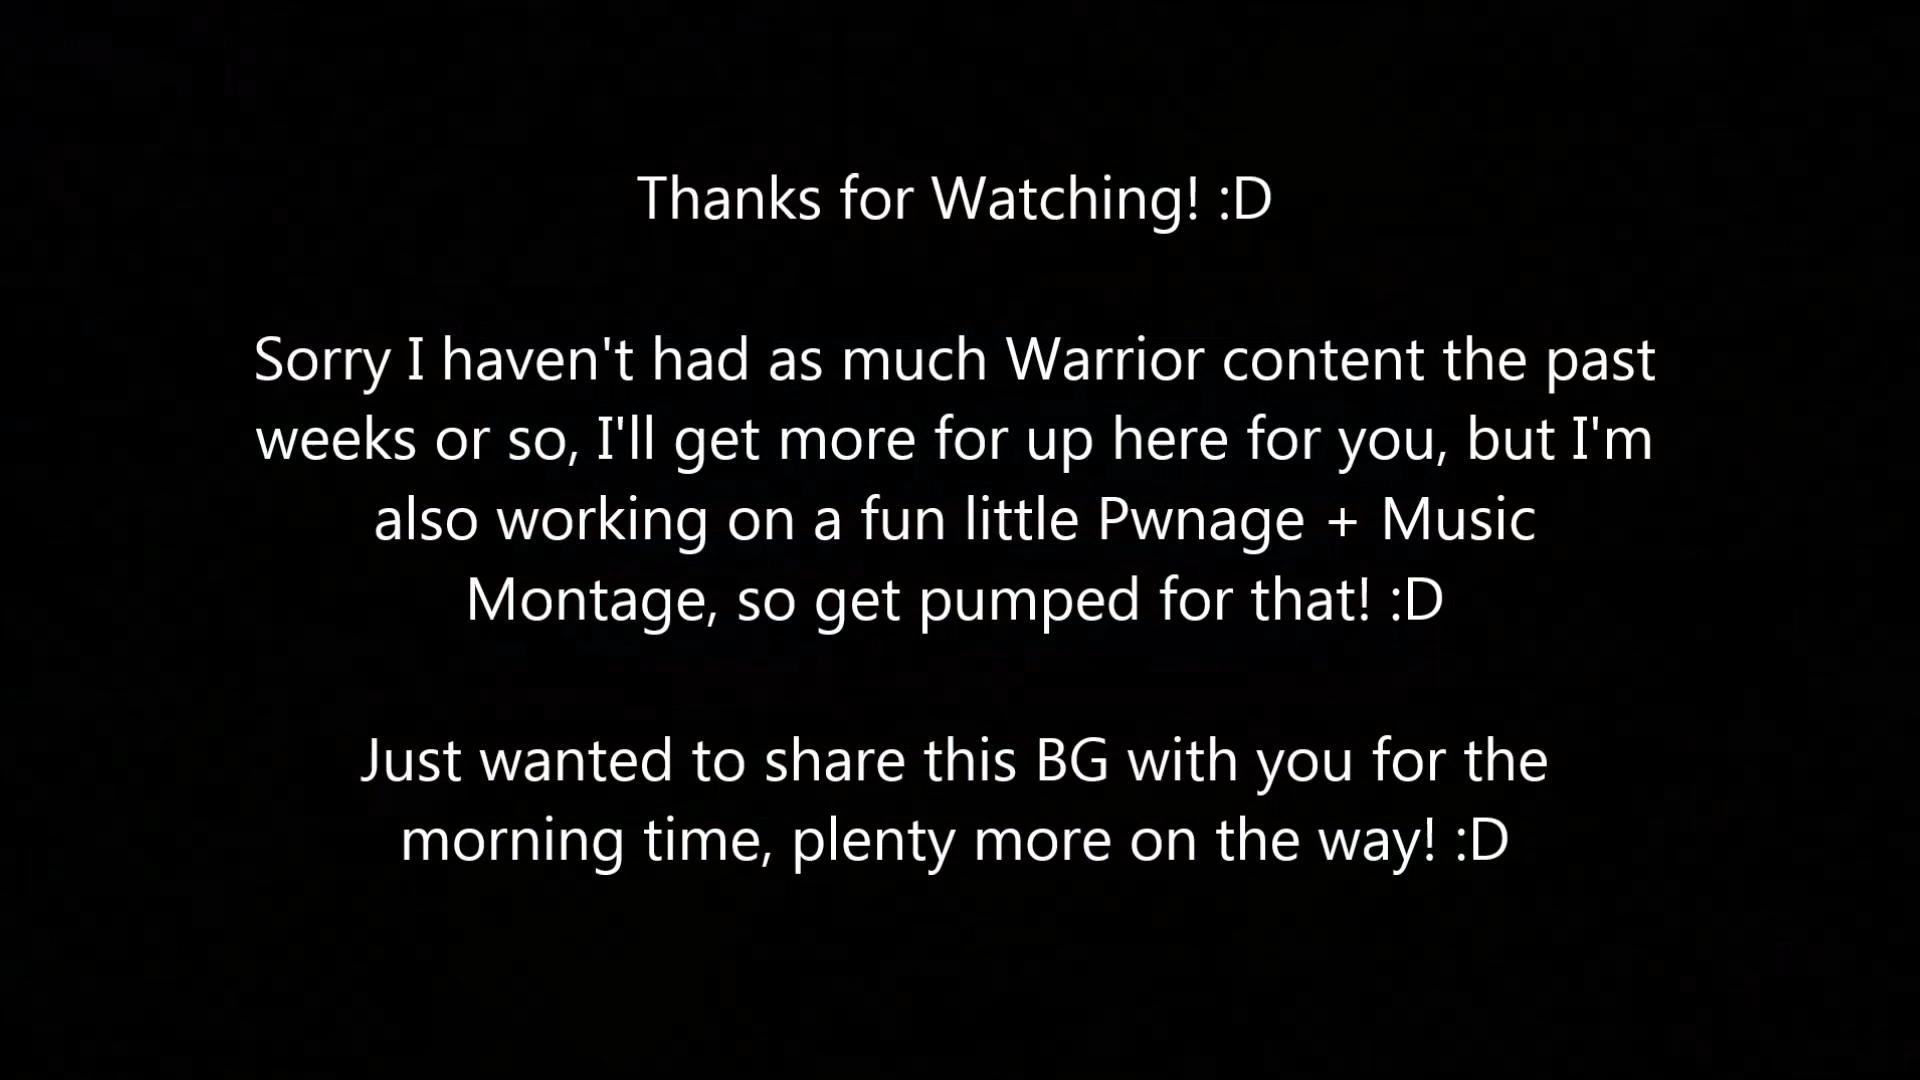 Thanks for Watching! :D
Sorry I haven't had as much Warrior content the past
weeks or so, I'll get more for up here for you, but I'm
also working on a fun little Pwnage + Music
Montage, so get pumped for that! :D
Just wanted to share this BG with you for the
morning time, plenty more on the way! :D